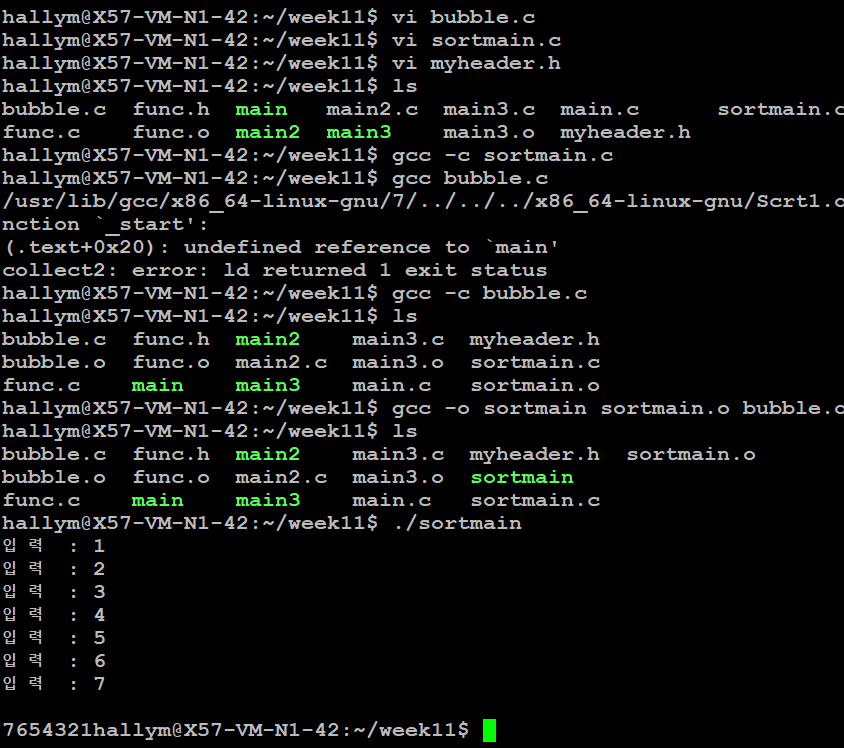 hallym@X57-VM-N1-42:~/week11$ vi bubble.c
hallym@X57-VM-N1-42:~/week11$ vi sortmain.c
hallym@X57-VM-N1-42:~/week11$ vi myheader.h
hallym@X57-VM-N1-42:~/week11$ ls
bubble.c  func.h  main   main2.c  main3.c  main.c      sortmain.c
func.c    func.o  main2  main3    main3.o  myheader.h
hallym@X57-VM-N1-42:~/week11$ gcc -c sortmain.c
hallym@X57-VM-N1-42:~/week11$ gcc bubble.c
/usr/lib/gcc/x86_64-linux-gnu/7/../../../x86_64-linux-gnu/Scrt1.o
nction `_start':
(.text+0x20): undefined reference to `main'
collect2: error: ld returned 1 exit status
hallym@X57-VM-N1-42:~/week11$ gcc -c bubble.c
hallym@X57-VM-N1-42:~/week11$ ls
bubble.c  func.h  main2    main3.c  myheader.h
bubble.o  func.o  main2.c  main3.o  sortmain.c
func.c    main    main3    main.c   sortmain.o
hallym@X57-VM-N1-42:~/week11$ gcc -o sortmain sortmain.o bubble.o
hallym@X57-VM-N1-42:~/week11$ ls
bubble.c  func.h  main2    main3.c  myheader.h  sortmain.o
bubble.o  func.o  main2.c  main3.o  sortmain
func.c    main    main3    main.c   sortmain.c
hallym@X57-VM-N1-42:~/week11$ ./sortmain
입력 : 1
입력 : 2
입력 : 3
입력 : 4
입력 : 5
입력 : 6
입력 : 7
7654321hallym@X57-VM-N1-42:~/week11$